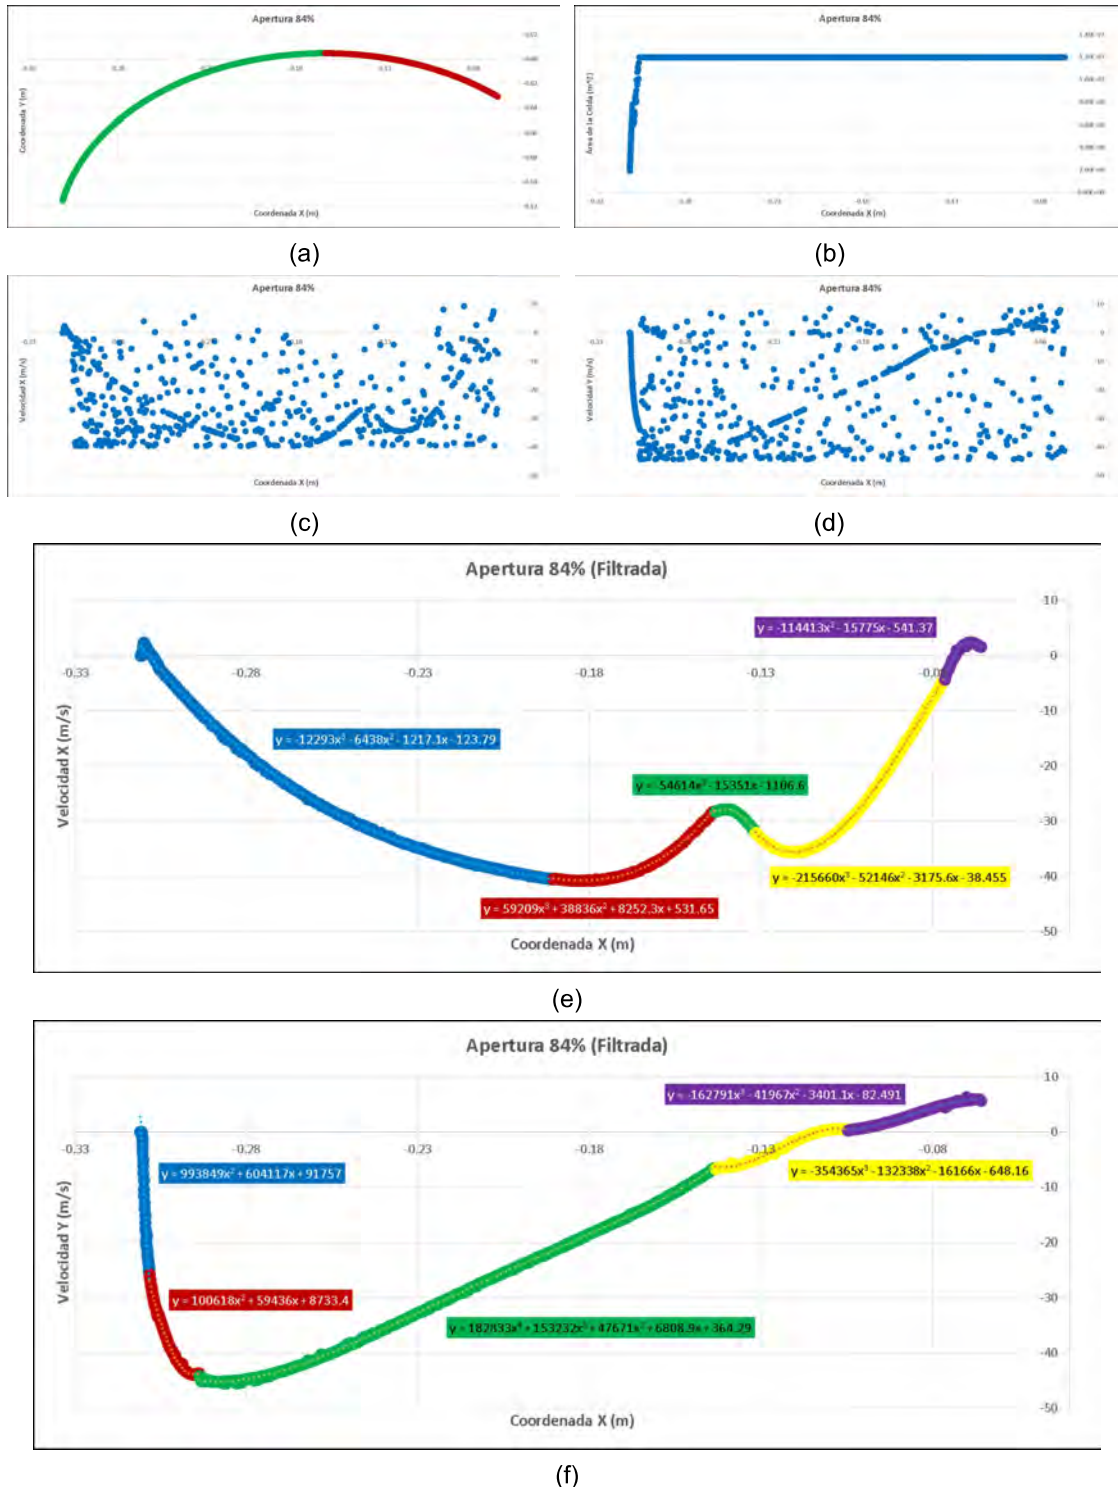 Apertura 84%
Coordenada Y (m)
Coordenada X (m)
(a)
Apertura 84%
Área de la Celda (m^2)
Coordenada X (m)
(b)
Apertura 84%
Velocidad X (m/s)
Coordenada X (m)
(c)
Apertura 84%
Velocidad Y (m/s)
Coordenada X (m)
(d)
Apertura 84% (Filtrada)
10
y = -114413x² - 15775x - 541.37
0
-0.33 -0.23 -0.18 -0.13 -0.08
-10
y = -12293x³ - 6438x² - 1217.1x - 123.79
-20
y = -54614x² - 15351x - 1106.6
-30
-40
y = -215660x³ - 52146x² - 3175.6x - 38.455
y = 59209x³ + 38836x² + 8252.3x + 531.65
-50
Velocidad X (m/s)
Coordenada X (m)
(e)
Apertura 84% (Filtrada)
10
y = -162791x³ - 41967x² - 3401.1x - 82.491
0
-0.33 -0.28 -0.23 -0.18 -0.13 -0.08
y = 993849x² + 604117x + 91757
y = -354365x³ - 132338x² - 16166x - 648.16
-10
-20
y = 100618x² + 59436x + 8733.4
-30
y = 182833x⁴ + 153232x³ + 47671x² + 6808.9x + 364.29
-40
-50
Velocidad Y (m/s)
Coordenada X (m)
(f)